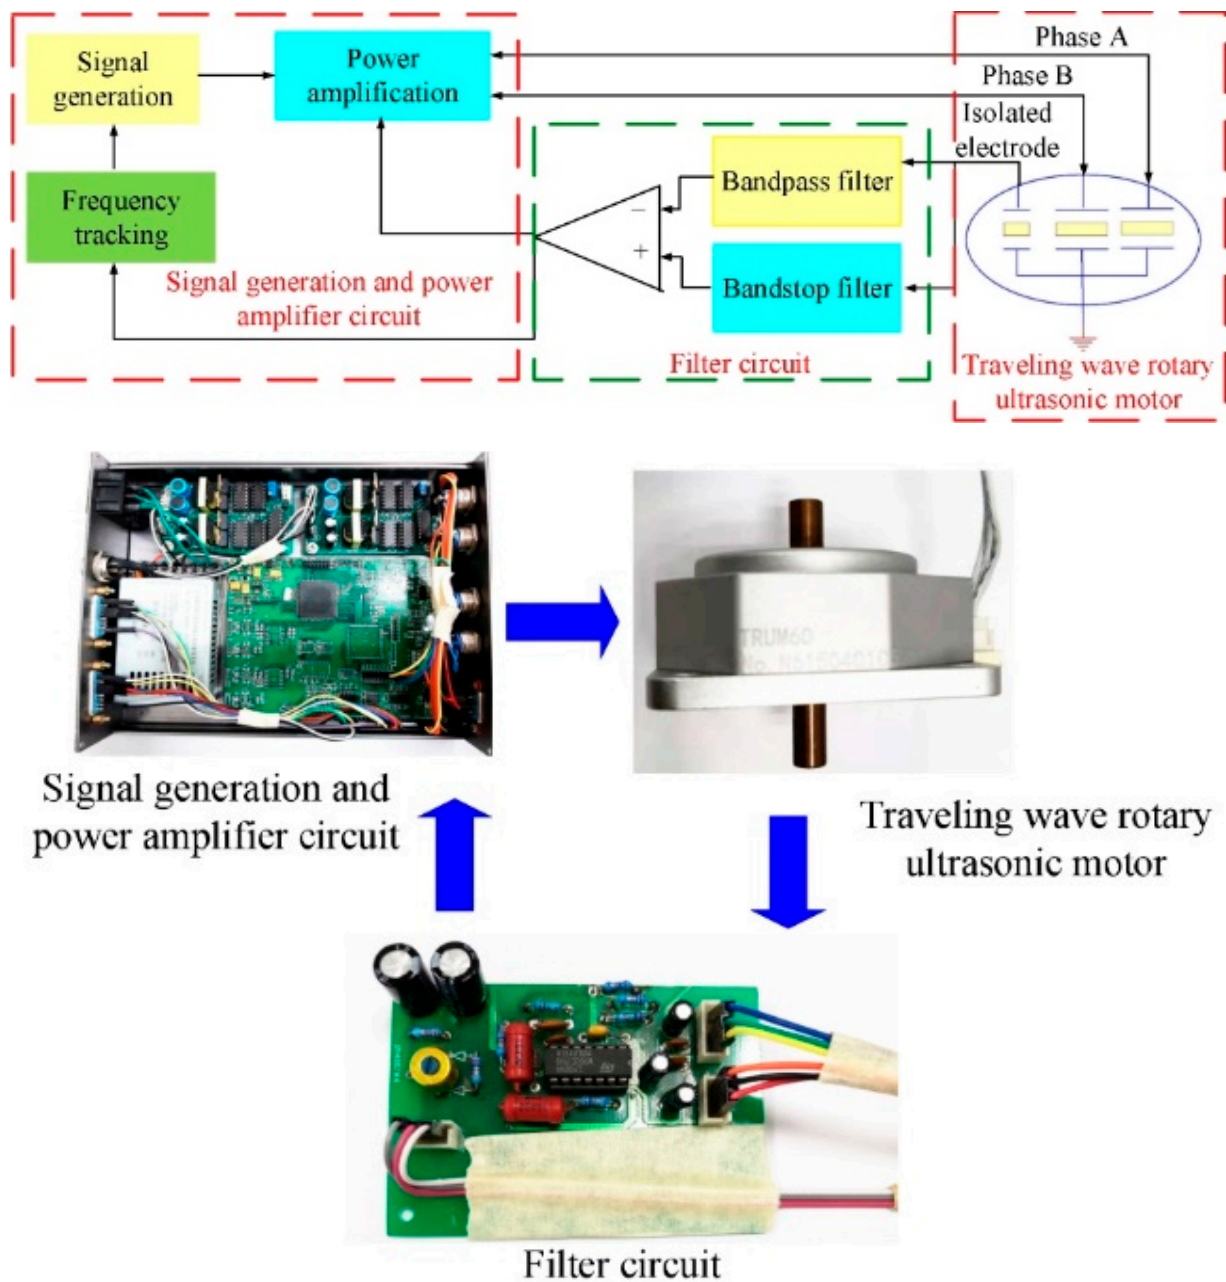 Signal
generation
Power
amplification
Phase A
Phase B
Isolated
electrode
Frequency
tracking
Bandpass filter
−
+
Bandstop filter
Signal generation and power
amplifier circuit
Filter circuit
Traveling wave rotary
ultrasonic motor
TRUM60
Signal generation and
power amplifier circuit
Traveling wave rotary
ultrasonic motor
Filter circuit